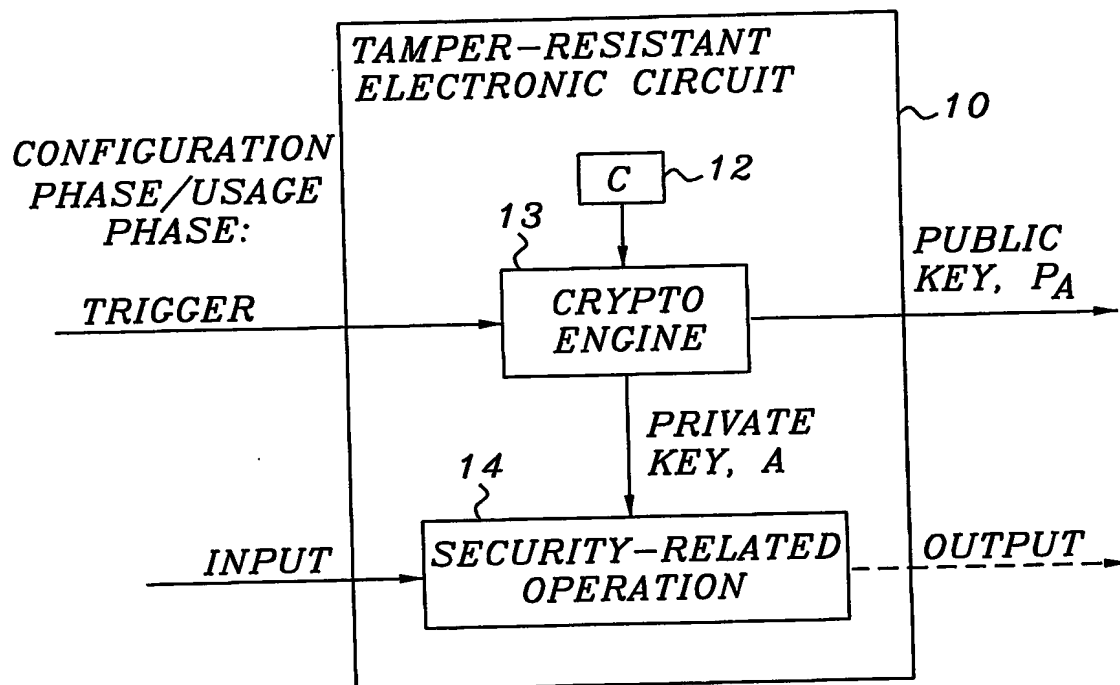 TAMPER-RESISTANT
ELECTRONIC CIRCUIT
10
CONFIGURATION
PHASE/USAGE
PHASE:
C
12
13
PUBLIC
KEY, PA
TRIGGER
CRYPTO
ENGINE
PRIVATE
KEY, A
14
INPUT
SECURITY-RELATED
OPERATION
OUTPUT